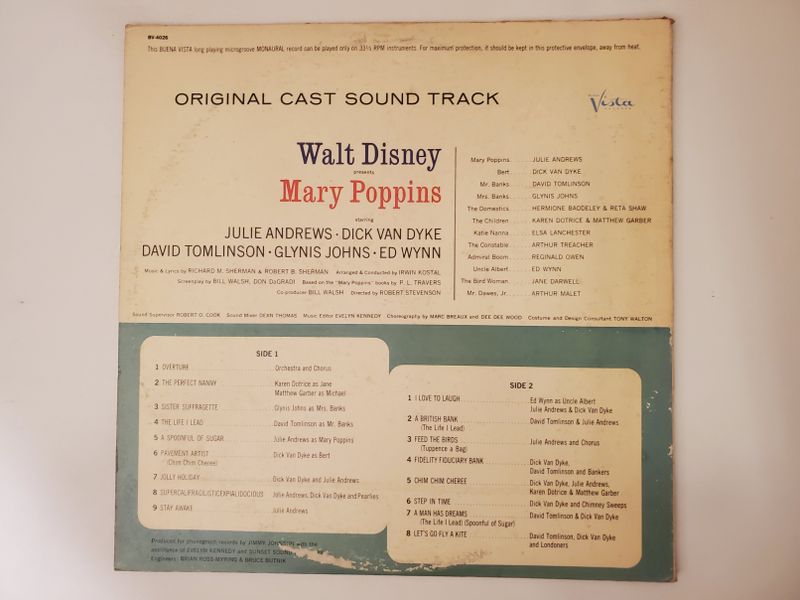 BV-4026
This BUENA VISTA long playing microgroove MONAURAL record can be played only on 33⅓ RPM instruments. For maximum protection, it should be kept in this protective envelope, away from heat.
ORIGINAL CAST SOUND TRACK
Vista
Walt Disney
presents
Mary Poppins
starring
JULIE ANDREWS · DICK VAN DYKE
DAVID TOMLINSON · GLYNIS JOHNS · ED WYNN
Music & Lyrics by RICHARD M. SHERMAN & ROBERT B. SHERMAN Arranged & Conducted by IRWIN KOSTAL
Screenplay by BILL WALSH, DON DaGRADI Based on the "Mary Poppins" books by P. L. TRAVERS
Co-producer BILL WALSH Directed by ROBERT STEVENSON
Mary Poppins JULIE ANDREWS
Bert DICK VAN DYKE
Mr. Banks DAVID TOMLINSON
Mrs. Banks GLYNIS JOHNS
The Domestics HERMIONE BADDELEY & RETA SHAW
The Children KAREN DOTRICE & MATTHEW GARBER
Katie Nanna ELSA LANCHESTER
The Constable ARTHUR TREACHER
Admiral Boom REGINALD OWEN
Uncle Albert ED WYNN
The Bird Woman JANE DARWELL
Mr. Dawes, Jr. ARTHUR MALET
Sound Supervisor ROBERT O. COOK Sound Mixer DEAN THOMAS Music Editor EVELYN KENNEDY Choreography by MARC BREAUX and DEE DEE WOOD Costume and Design Consultant TONY WALTON
SIDE 1
1 OVERTURE Orchestra and Chorus
2 THE PERFECT NANNY Karen Dotrice as Jane
Matthew Garber as Michael
3 SISTER SUFFRAGETTE Glynis Johns as Mrs. Banks
4 THE LIFE I LEAD David Tomlinson as Mr. Banks
5 A SPOONFUL OF SUGAR Julie Andrews as Mary Poppins
6 PAVEMENT ARTIST Dick Van Dyke as Bert
(Chim Chim Cheree)
7 JOLLY HOLIDAY Dick Van Dyke and Julie Andrews
8 SUPERCALIFRAGILISTICEXPIALIDOCIOUS Julie Andrews, Dick Van Dyke and Pearlies
9 STAY AWAKE Julie Andrews
SIDE 2
1 I LOVE TO LAUGH Ed Wynn as Uncle Albert
Julie Andrews & Dick Van Dyke
2 A BRITISH BANK David Tomlinson & Julie Andrews
(The Life I Lead)
3 FEED THE BIRDS Julie Andrews and Chorus
(Tuppence a Bag)
4 FIDELITY FIDUCIARY BANK Dick Van Dyke,
David Tomlinson and Bankers
5 CHIM CHIM CHEREE Dick Van Dyke, Julie Andrews,
Karen Dotrice & Matthew Garber
6 STEP IN TIME Dick Van Dyke and Chimney Sweeps
7 A MAN HAS DREAMS David Tomlinson & Dick Van Dyke
(The Life I Lead) (Spoonful of Sugar)
8 LET'S GO FLY A KITE David Tomlinson, Dick Van Dyke
and Londoners
Produced for phonograph records by JIMMY JOHNSON with the
assistance of EVELYN KENNEDY and SUNSET SOUND
Engineers: BRIAN ROSS-MYRING & BRUCE BOTNIK